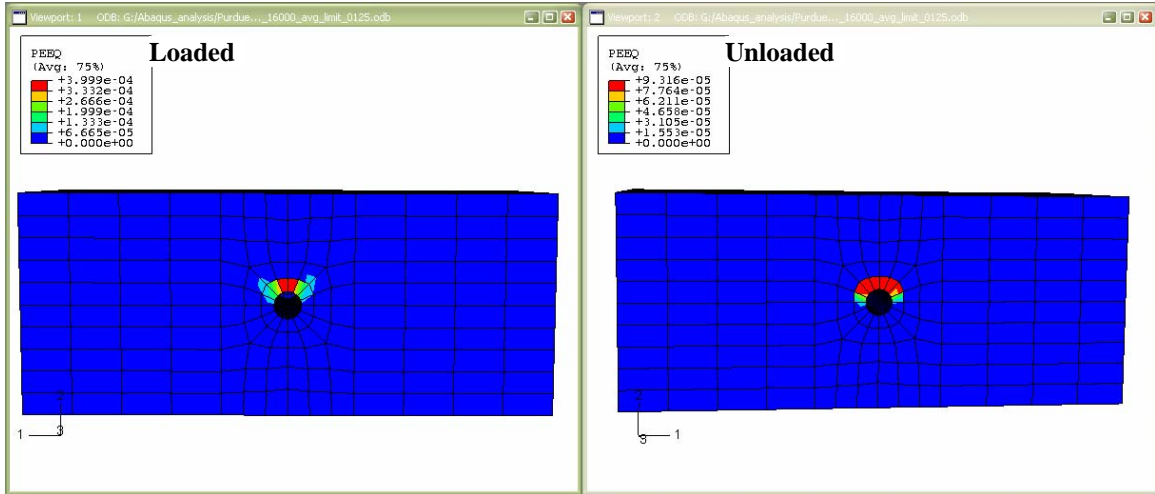 Viewport: 1    ODB: G:/Abaqus_analysis/Purdue..._16000_avg_limit_0125.odb
Loaded
PEEQ
(Avg: 75%)
+3.999e-04
+3.332e-04
+2.666e-04
+1.999e-04
+1.333e-04
+6.665e-05
+0.000e+00
2
1
3
Viewport: 2    ODB: G:/Abaqus_analysis/Purdue..._16000_avg_limit_0125.odb
Unloaded
PEEQ
(Avg: 75%)
+9.316e-05
+7.764e-05
+6.211e-05
+4.658e-05
+3.105e-05
+1.553e-05
+0.000e+00
2
3
1